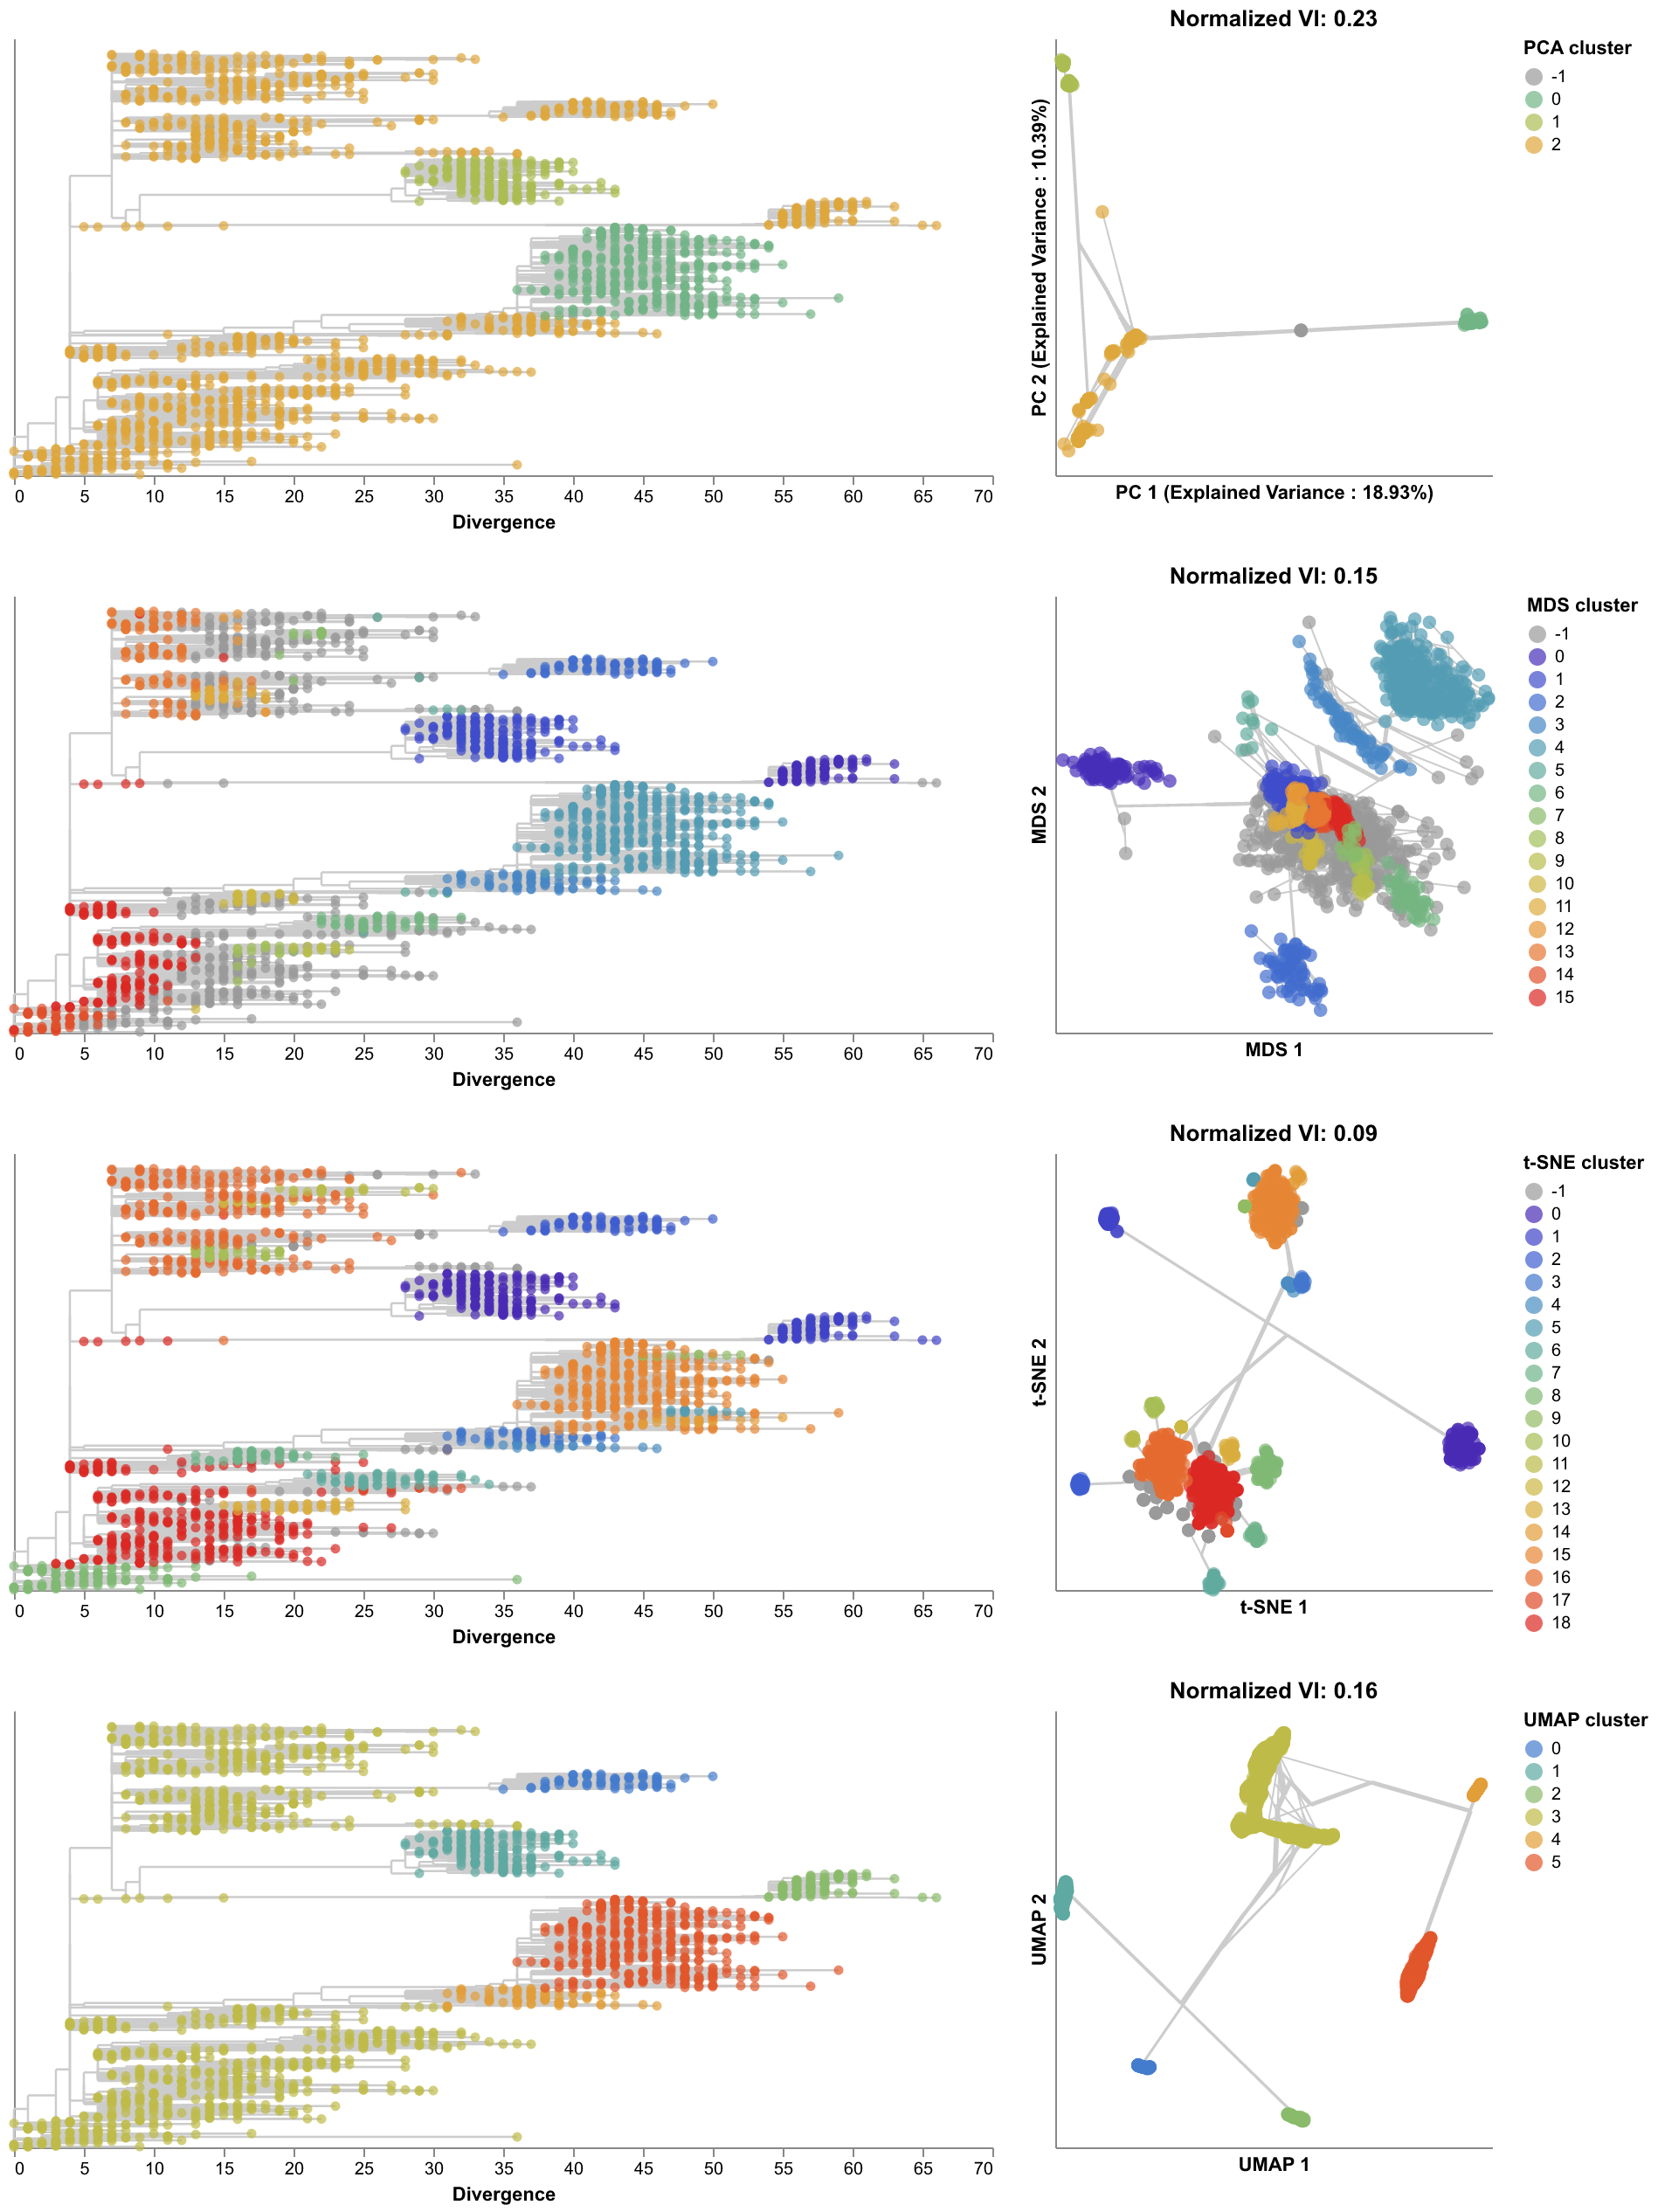 Normalized VI: 0.23
PCA cluster
-1
0
1
2
PC 2 (Explained Variance : 10.39%)
0 5 10 15 20 25 30 35 40 45 50 55 60 65 70
Divergence
PC 1 (Explained Variance : 18.93%)
Normalized VI: 0.15
MDS cluster
-1
0
1
2
3
4
5
6
7
8
9
10
11
12
13
14
15
MDS 2
0 5 10 15 20 25 30 35 40 45 50 55 60 65 70
Divergence
MDS 1
Normalized VI: 0.09
t-SNE cluster
-1
0
1
2
3
4
5
6
7
8
9
10
11
12
13
14
15
16
17
18
t-SNE 2
0 5 10 15 20 25 30 35 40 45 50 55 60 65 70
Divergence
t-SNE 1
Normalized VI: 0.16
UMAP cluster
0
1
2
3
4
5
UMAP 2
0 5 10 15 20 25 30 35 40 45 50 55 60 65 70
Divergence
UMAP 1